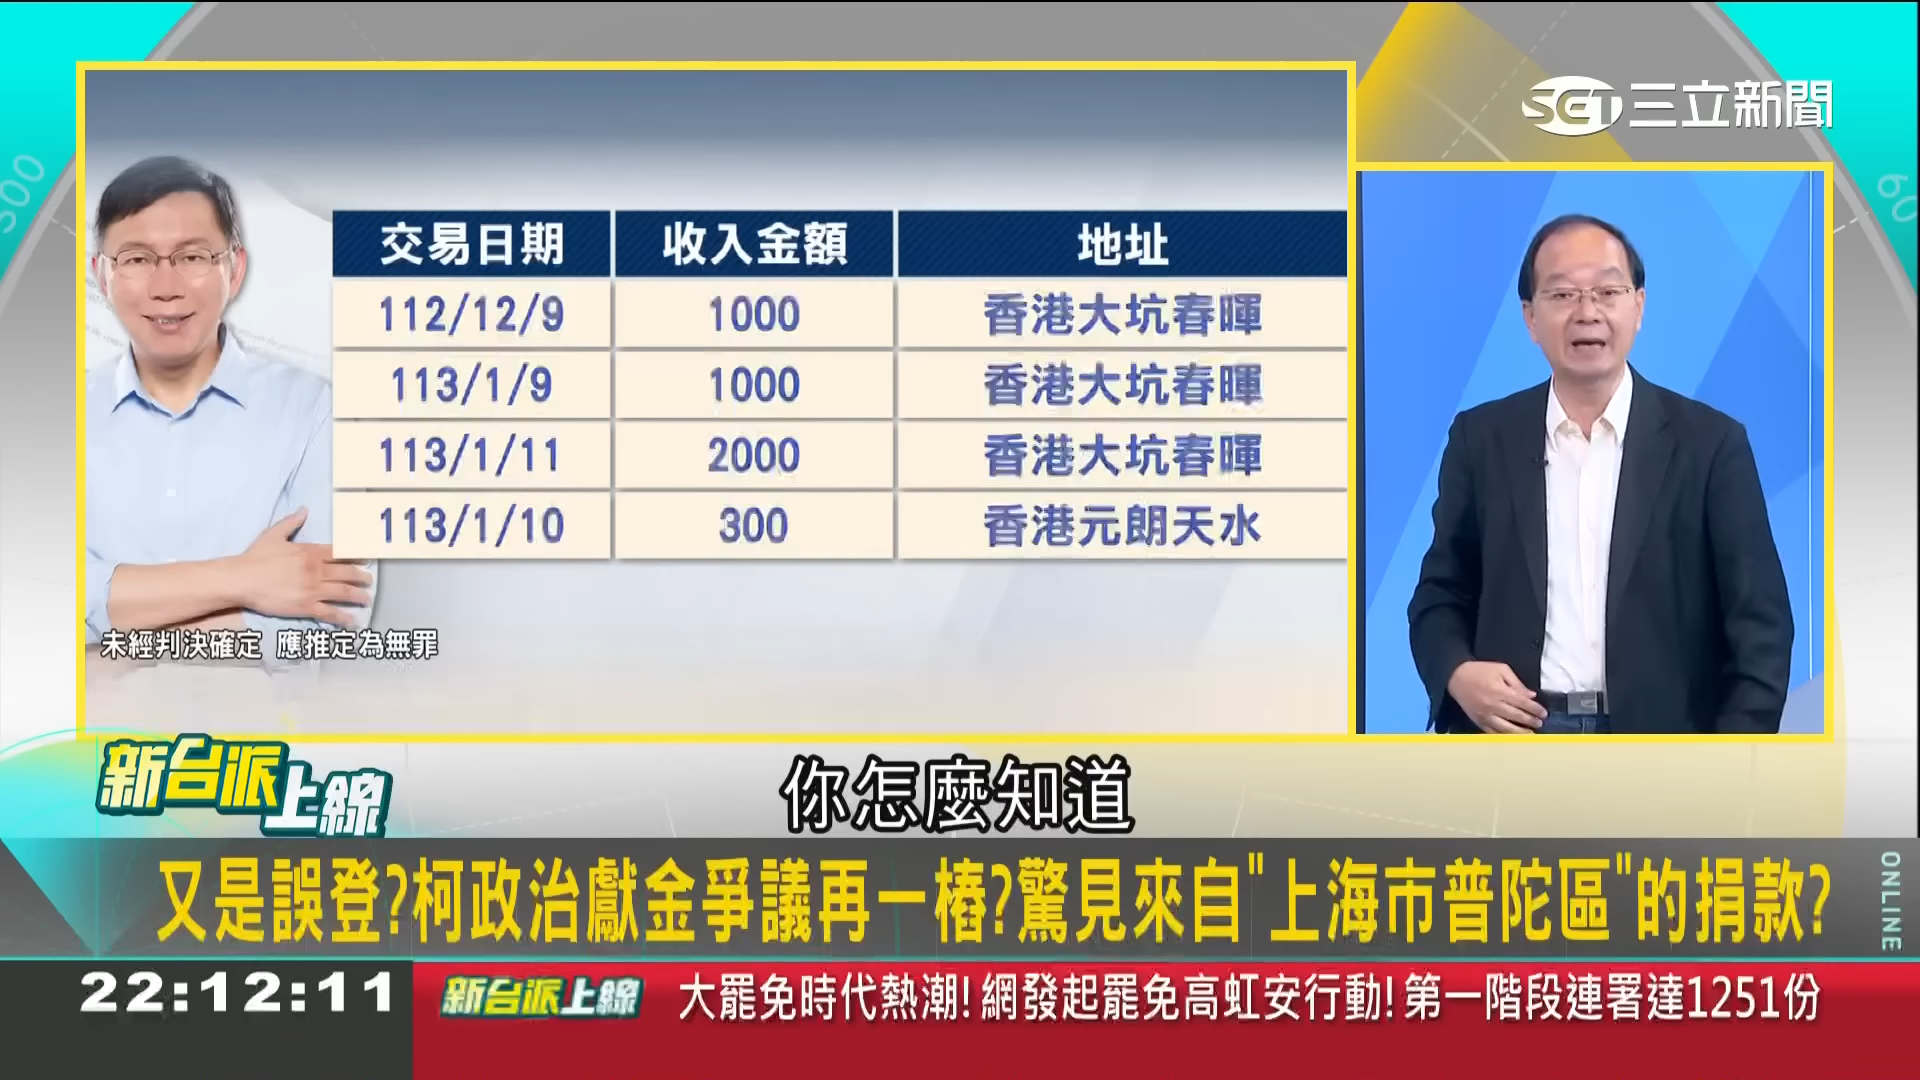 SET三立新聞
交易日期 收入金額 地址
112/12/9 1000 香港大坑春暉
113/1/9 1000 香港大坑春暉
113/1/11 2000 香港大坑春暉
113/1/10 300 香港元朗天水
未經判決確定 應推定為無罪
新台派上線
你怎麼知道
又是誤登?柯政治獻金爭議再一樁?驚見來自"上海市普陀區"的捐款?
ONLINE
22:12:11
新台派上線 大罷免時代熱潮!網發起罷免高虹安行動!第一階段連署達1251份
300
60